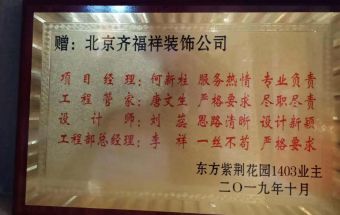 赠：北京齐福祥装饰公司
项目经理：何新柱 服务热情 专业负责
工程管家：唐文生 严格要求 尽职尽责
设计师：刘蕊 思路清晰 设计新颖
工程部总经理：李祥 一丝不苟 严格要求
东方紫荆花园1403业主
二〇一九年十月